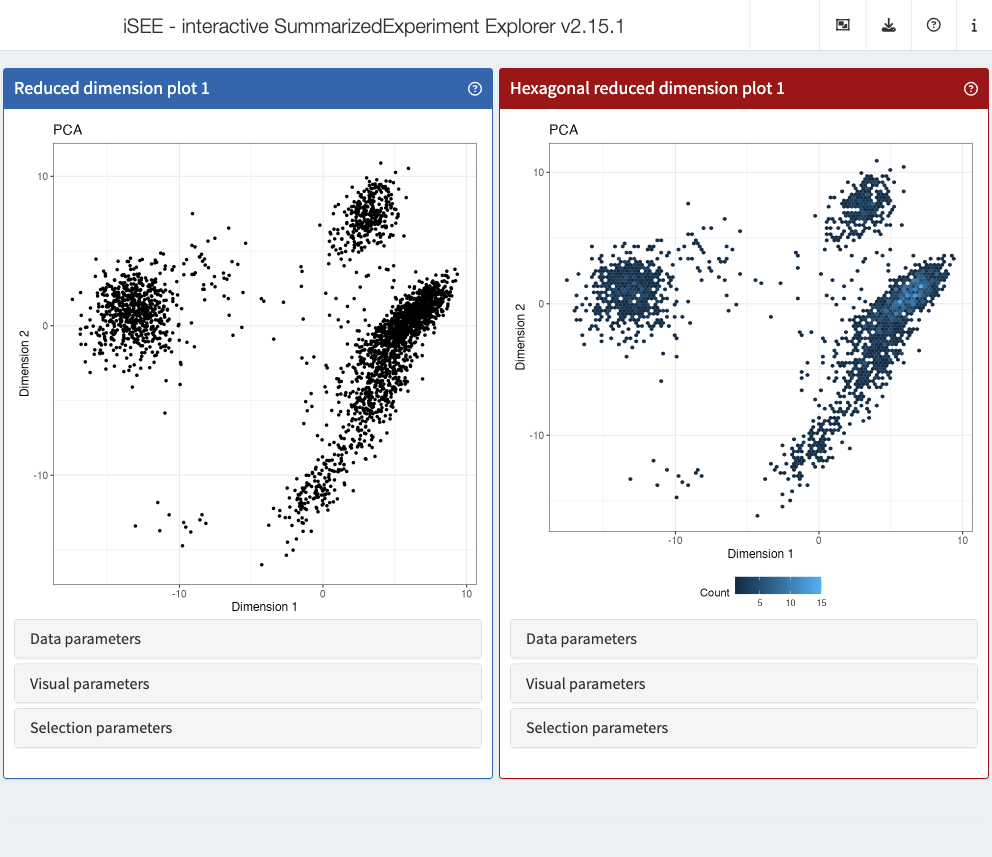 iSEE - interactive SummarizedExperiment Explorer v2.15.1
Reduced dimension plot 1
PCA
10
0
-10
Dimension 2
-10 0 10
Dimension 1
Data parameters
Visual parameters
Selection parameters
Hexagonal reduced dimension plot 1
PCA
10
0
-10
Dimension 2
-10 0 10
Dimension 1
Count
5 10 15
Data parameters
Visual parameters
Selection parameters